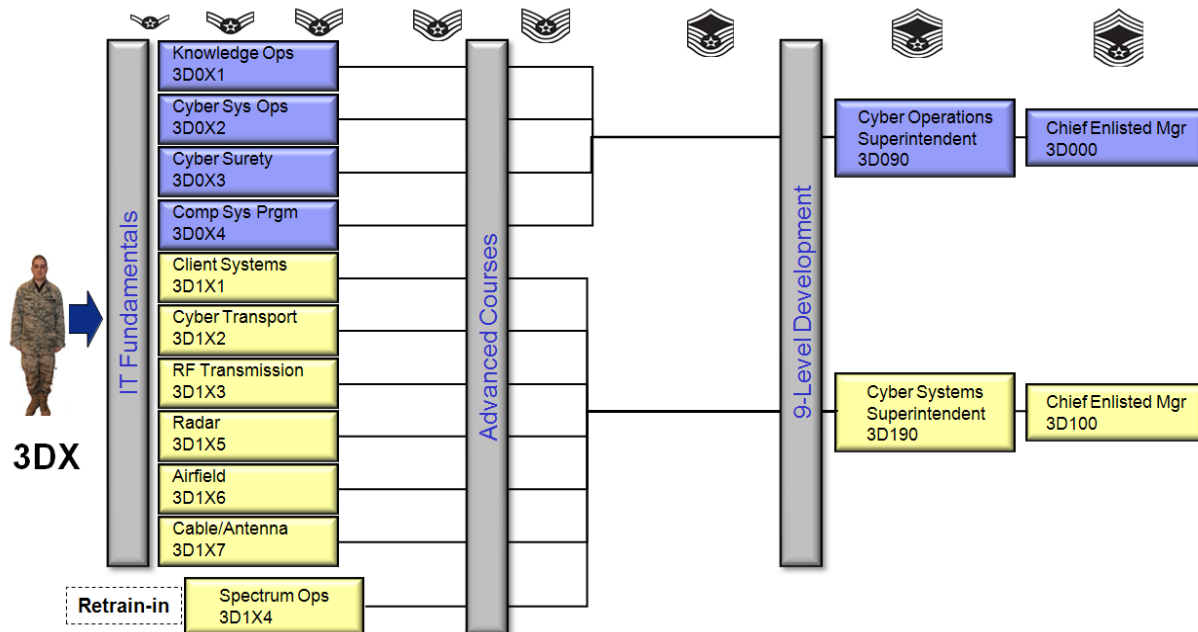 IT Fundamentals
Knowledge Ops
3D0X1
Cyber Sys Ops
3D0X2
Cyber Surety
3D0X3
Comp Sys Prgm
3D0X4
Client Systems
3D1X1
Cyber Transport
3D1X2
RF Transmission
3D1X3
Radar
3D1X5
Airfield
3D1X6
Cable/Antenna
3D1X7
3DX
Retrain-in
Spectrum Ops
3D1X4
Advanced Courses
9-Level Development
Cyber Operations
Superintendent
3D090
Chief Enlisted Mgr
3D000
Cyber Systems
Superintendent
3D190
Chief Enlisted Mgr
3D100